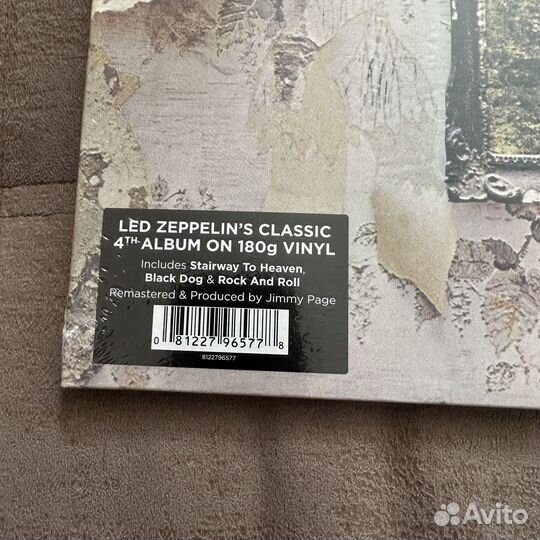 LED ZEPPELIN'S CLASSIC
4TH ALBUM ON 180g VINYL
Includes Stairway To Heaven,
Black Dog & Rock And Roll
Remastered & Produced by Jimmy Page
0 81227 96577 8
8122796577
Avito